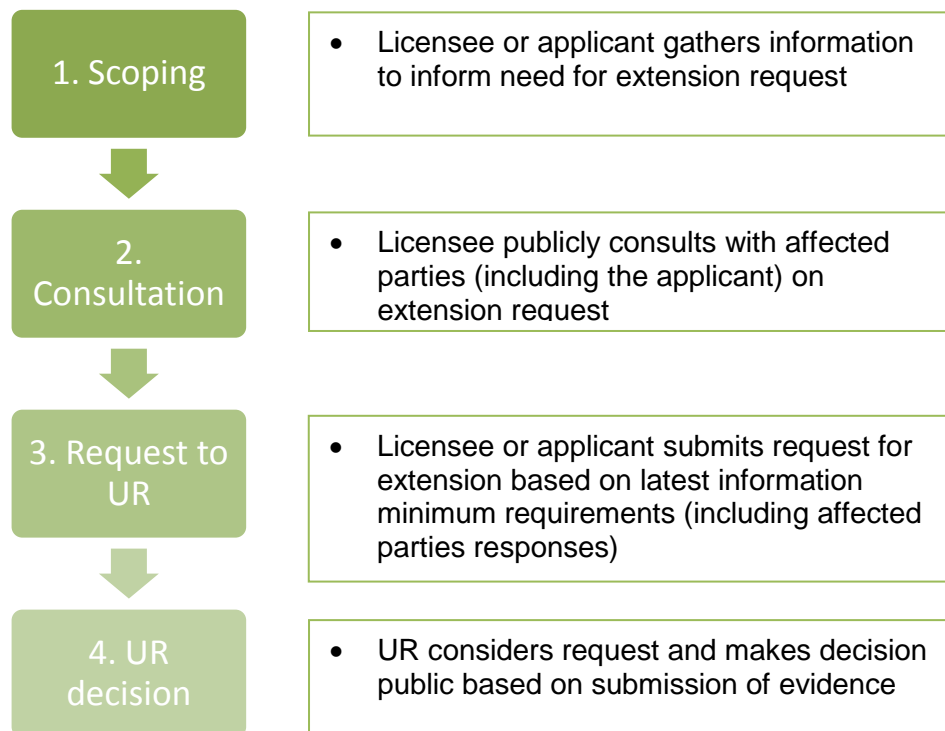 1. Scoping
• Licensee or applicant gathers information
to inform need for extension request
2.
Consultation
• Licensee publicly consults with affected
parties (including the applicant) on
extension request
3. Request to
UR
• Licensee or applicant submits request for
extension based on latest information
minimum requirements (including affected
parties responses)
4. UR
decision
• UR considers request and makes decision
public based on submission of evidence